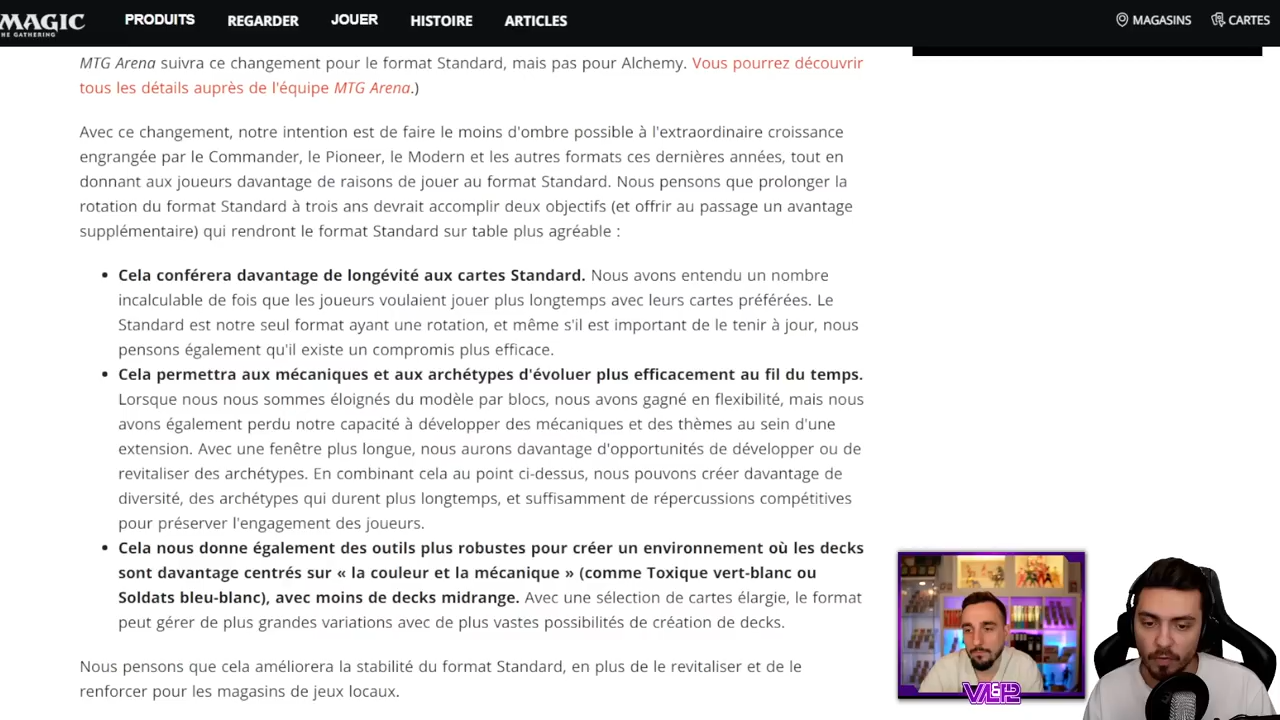 MAGIC
THE GATHERING
PRODUITS
REGARDER
JOUER
HISTOIRE
ARTICLES
MAGASINS
CARTES
MTG Arena suivra ce changement pour le format Standard, mais pas pour Alchemy. Vous pourrez découvrir
tous les détails auprès de l'équipe MTG Arena.)
Avec ce changement, notre intention est de faire le moins d'ombre possible à l'extraordinaire croissance
engrangée par le Commander, le Pioneer, le Modern et les autres formats ces dernières années, tout en
donnant aux joueurs davantage de raisons de jouer au format Standard. Nous pensons que prolonger la
rotation du format Standard à trois ans devrait accomplir deux objectifs (et offrir au passage un avantage
supplémentaire) qui rendront le format Standard sur table plus agréable :
• Cela conférera davantage de longévité aux cartes Standard. Nous avons entendu un nombre
incalculable de fois que les joueurs voulaient jouer plus longtemps avec leurs cartes préférées. Le
Standard est notre seul format ayant une rotation, et même s'il est important de le tenir à jour, nous
pensons également qu'il existe un compromis plus efficace.
• Cela permettra aux mécaniques et aux archétypes d'évoluer plus efficacement au fil du temps.
Lorsque nous nous sommes éloignés du modèle par blocs, nous avons gagné en flexibilité, mais nous
avons également perdu notre capacité à développer des mécaniques et des thèmes au sein d'une
extension. Avec une fenêtre plus longue, nous aurons davantage d'opportunités de développer ou de
revitaliser des archétypes. En combinant cela au point ci-dessus, nous pouvons créer davantage de
diversité, des archétypes qui durent plus longtemps, et suffisamment de répercussions compétitives
pour préserver l'engagement des joueurs.
• Cela nous donne également des outils plus robustes pour créer un environnement où les decks
sont davantage centrés sur « la couleur et la mécanique » (comme Toxique vert-blanc ou
Soldats bleu-blanc), avec moins de decks midrange. Avec une sélection de cartes élargie, le format
peut gérer de plus grandes variations avec de plus vastes possibilités de création de decks.
Nous pensons que cela améliorera la stabilité du format Standard, en plus de le revitaliser et de le
renforcer pour les magasins de jeux locaux.